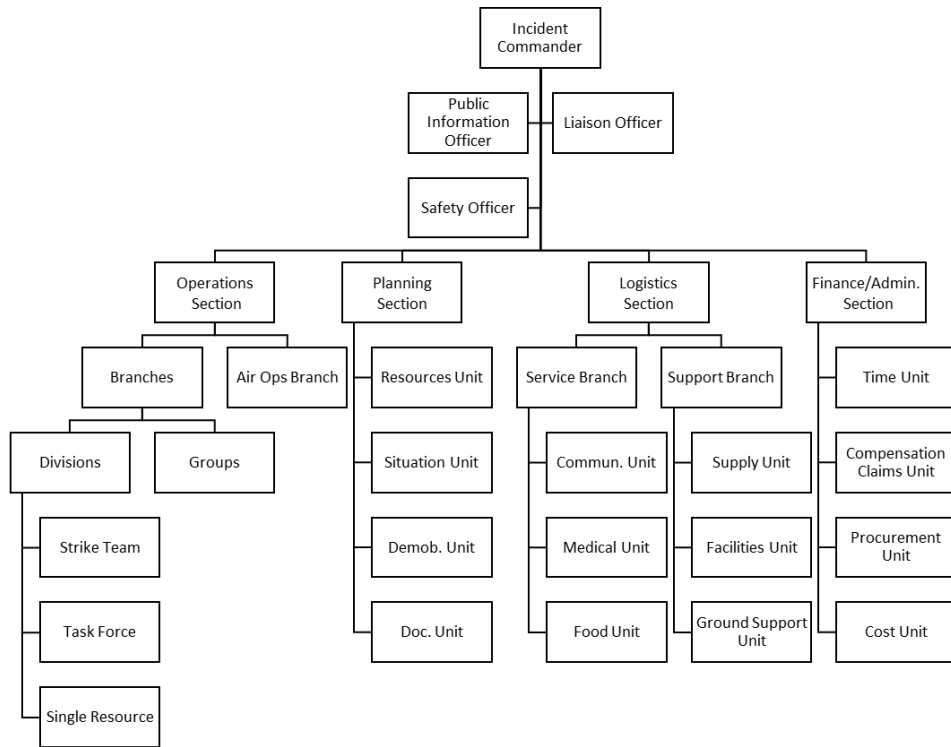 Incident
Commander
Public
Information
Officer
Liaison Officer
Safety Officer
Operations
Section
Planning
Section
Logistics
Section
Finance/Admin.
Section
Branches
Air Ops Branch
Resources Unit
Service Branch
Support Branch
Time Unit
Divisions
Groups
Situation Unit
Commun. Unit
Supply Unit
Compensation
Claims Unit
Strike Team
Demob. Unit
Medical Unit
Facilities Unit
Procurement
Unit
Task Force
Doc. Unit
Food Unit
Ground Support
Unit
Cost Unit
Single Resource